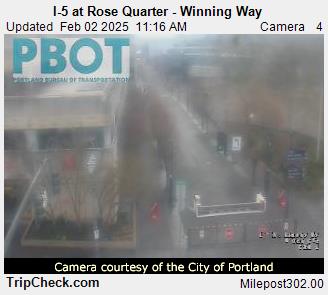 I-5 at Rose Quarter - Winning Way
Updated Feb 02 2025 11:16 AM Camera 4
PBOT
PORTLAND BUREAU OF TRANSPORTATION
Camera courtesy of the City of Portland
TripCheck.com Milepost302.00